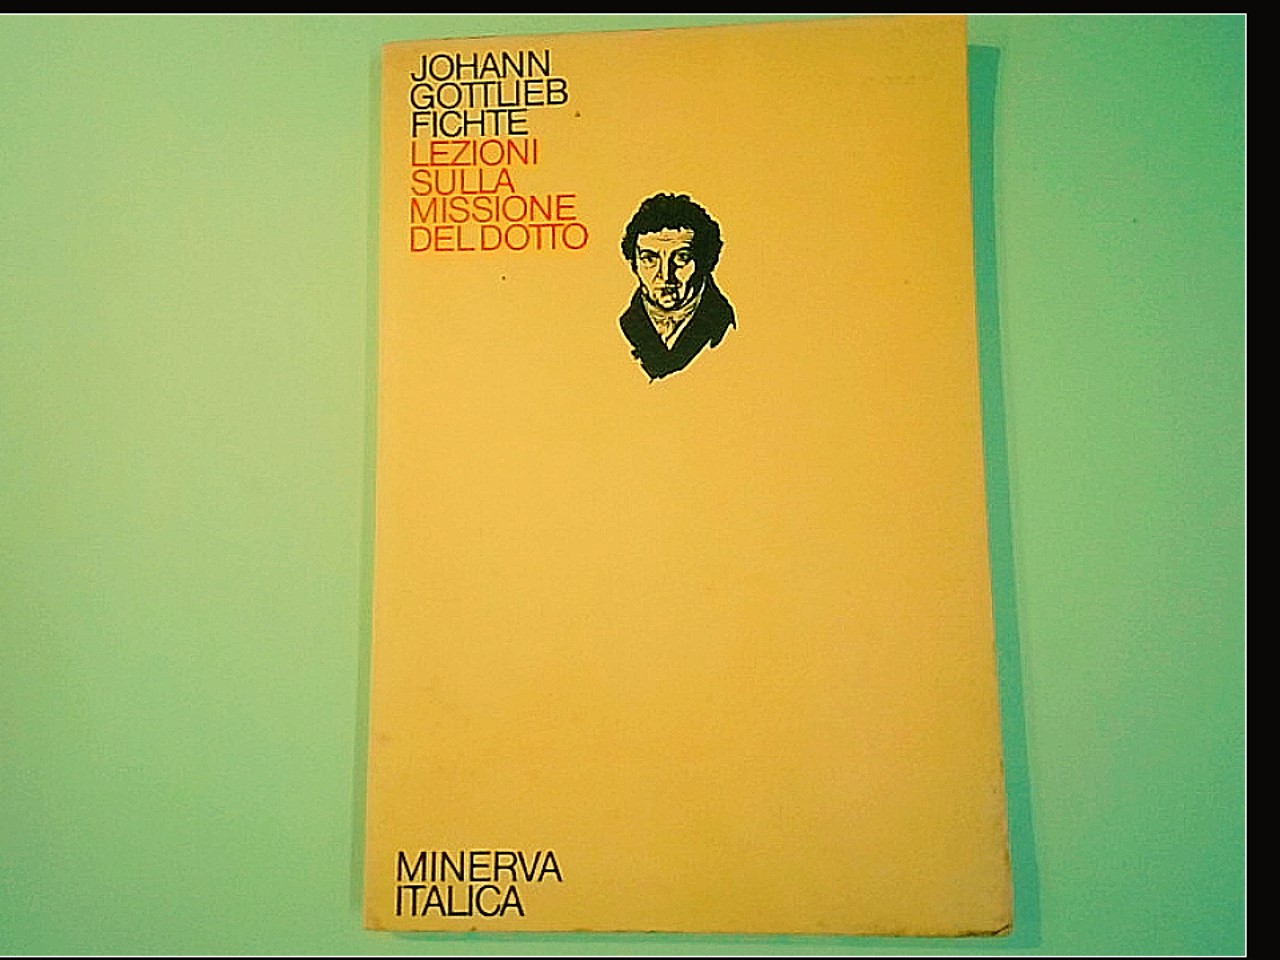 JOHANN
GOTTLIEB
FICHTE
LEZIONI
SULLA
MISSIONE
DEL DOTTO
MINERVA
ITALICA